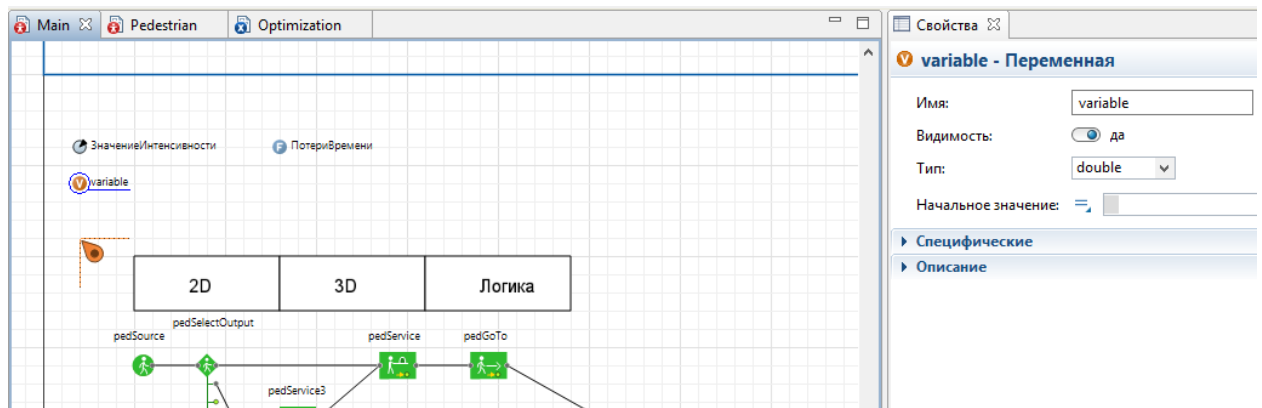 Main Pedestrian Optimization
ЗначениеИнтенсивности ПотериВремени
variable
2D 3D Логика
pedSelectOutput
pedSource pedService pedGoTo
pedService3
Свойства
variable - Переменная
Имя: variable
Видимость: да
Тип: double
Начальное значение:
Специфические
Описание